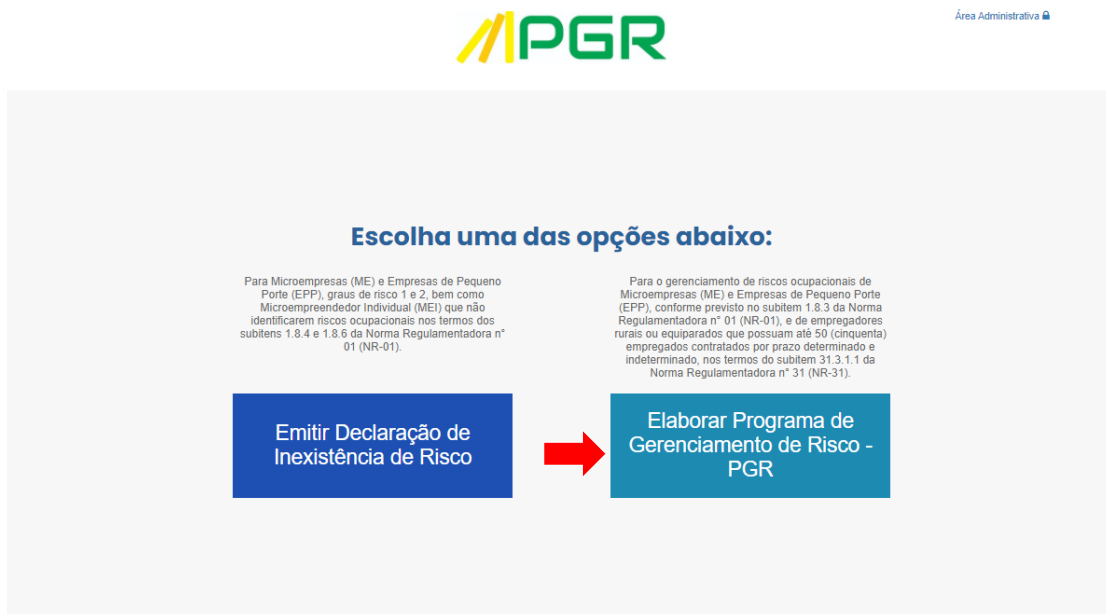 PGR
Área Administrativa
Escolha uma das opções abaixo:
Para Microempresas (ME) e Empresas de Pequeno
Porte (EPP), graus de risco 1 e 2, bem como
Microempreendedor Individual (MEI) que não
identificarem riscos ocupacionais nos termos dos
subitens 1.8.4 e 1.8.6 da Norma Regulamentadora n°
01 (NR-01).
Emitir Declaração de
Inexistência de Risco
Para o gerenciamento de riscos ocupacionais de
Microempresas (ME) e Empresas de Pequeno Porte
(EPP), conforme previsto no subitem 1.8.3 da Norma
Regulamentadora n° 01 (NR-01), e de empregadores
rurais ou equiparados que possuam até 50 (cinquenta)
empregados contratados por prazo determinado e
indeterminado, nos termos do subitem 31.3.1.1 da
Norma Regulamentadora n° 31 (NR-31).
Elaborar Programa de
Gerenciamento de Risco -
PGR